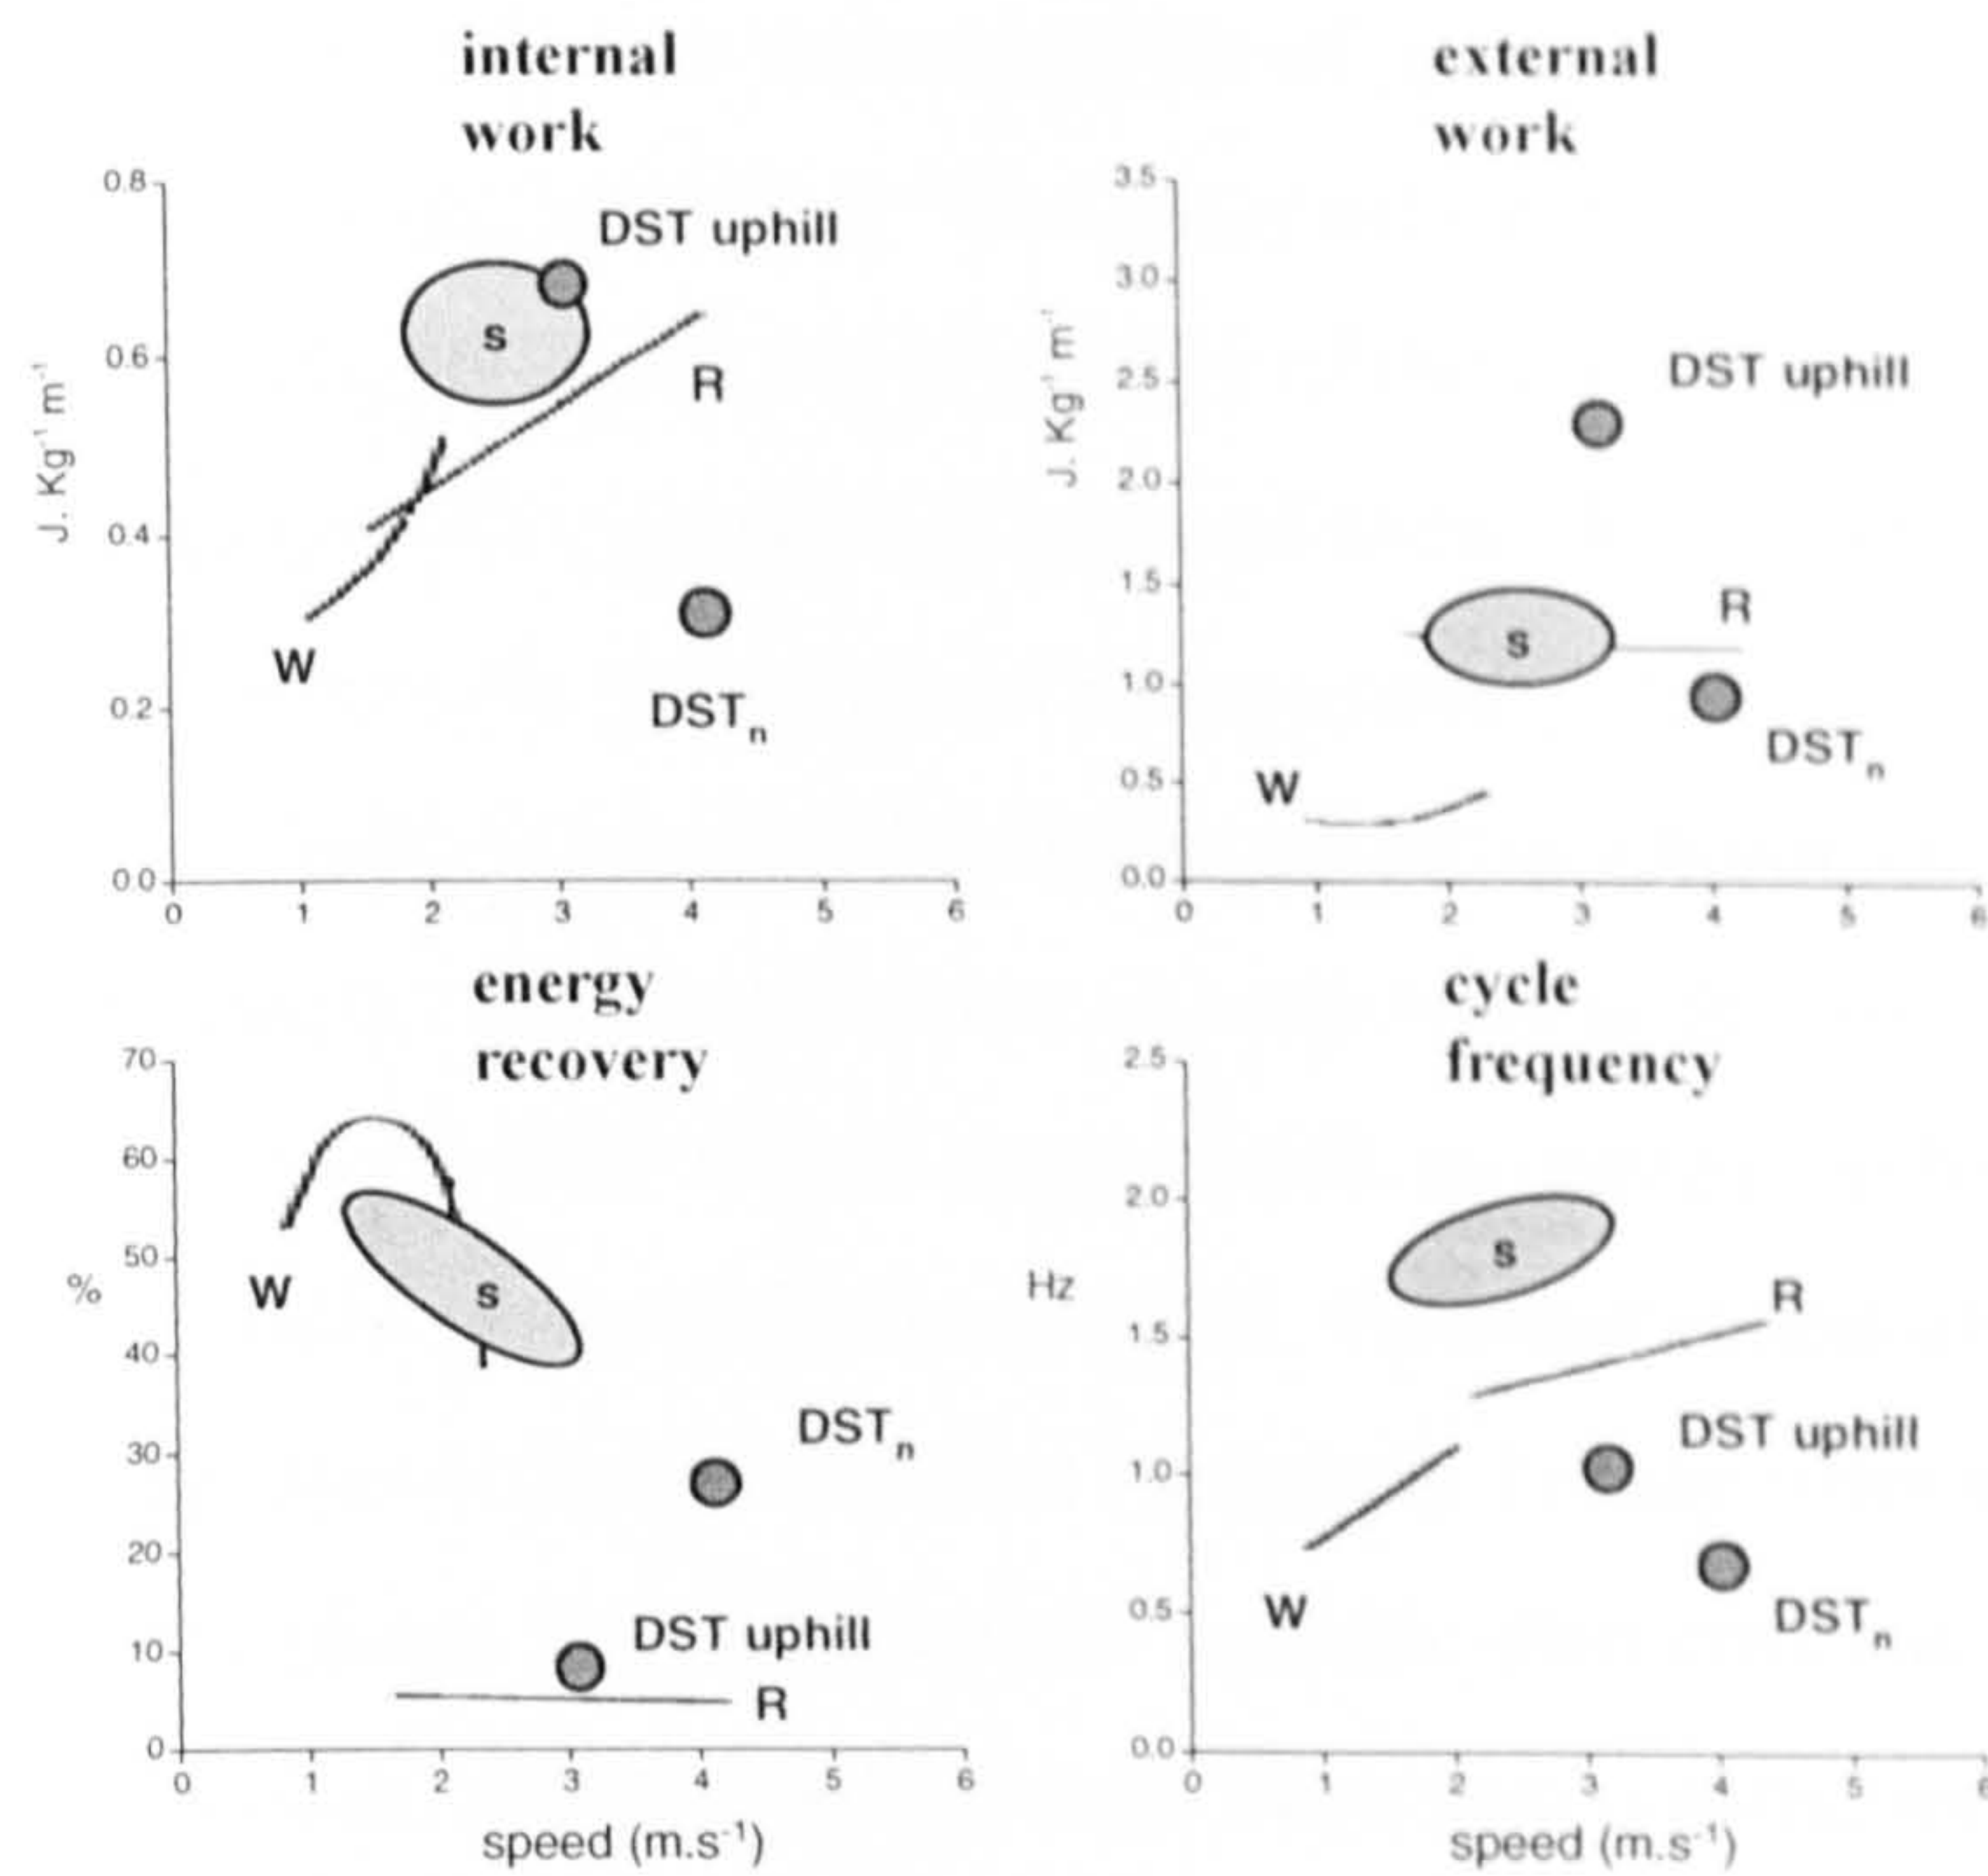 internal
work
0.8
0.6
0.4
0.2
0.0
J. Kg⁻¹ m⁻¹
DST uphill
s
R
W
DSTₙ
0 1 2 3 4 5 6
external
work
3.5
3.0
2.5
2.0
1.5
1.0
0.5
0.0
J. Kg⁻¹ m⁻¹
DST uphill
R
s
DSTₙ
W
0 1 2 3 4 5 6
energy
recovery
70
60
50
40
30
20
10
0
%
W
s
DSTₙ
DST uphill
R
0 1 2 3 4 5 6
speed (m.s⁻¹)
cycle
frequency
2.5
2.0
1.5
1.0
0.5
0.0
Hz
s
R
DST uphill
W
DSTₙ
0 1 2 3 4 5 6
speed (m.s⁻¹)